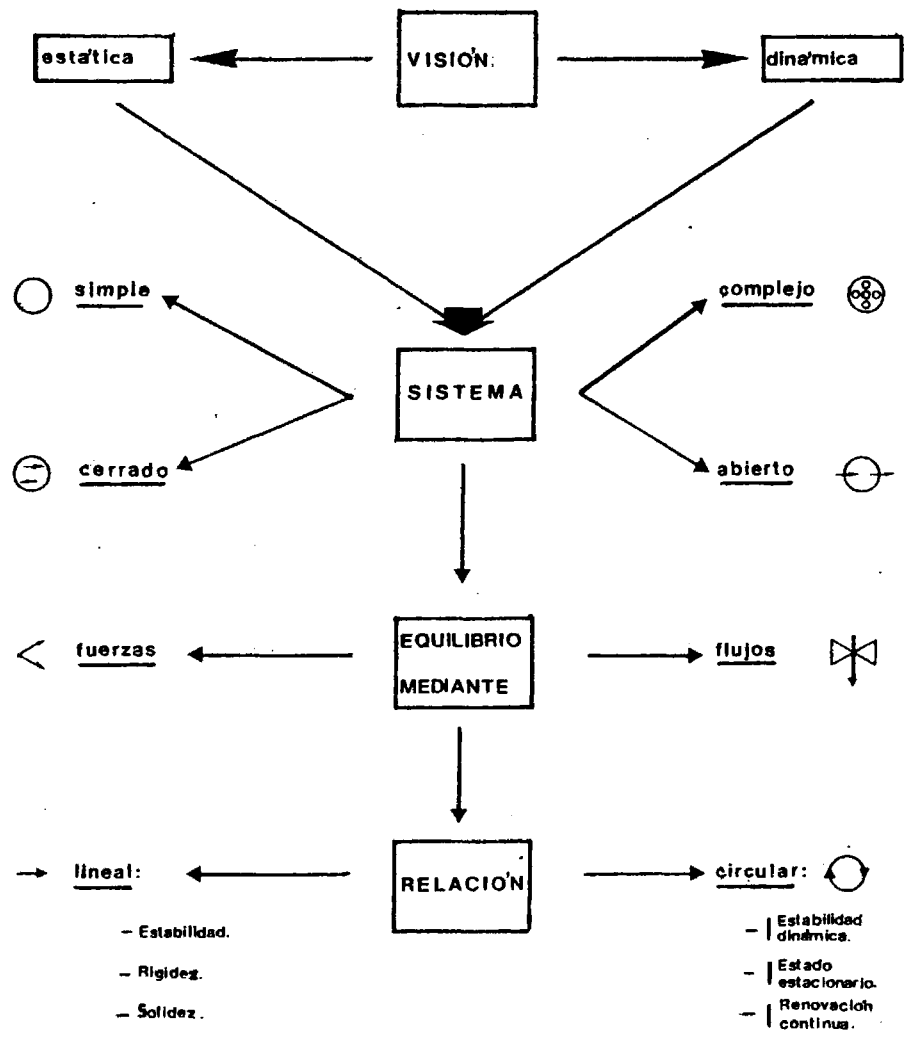 estática
VISIÓN:
dinámica
simple
complejo
SISTEMA
cerrado
abierto
fuerzas
EQUILIBRIO
MEDIANTE
flujos
lineal:
RELACIÓN
circular:
– Estabilidad.
– Rigidez.
– Solidez.
– Estabilidad
dinámica.
– Estado
estacionario.
– Renovación
continua.